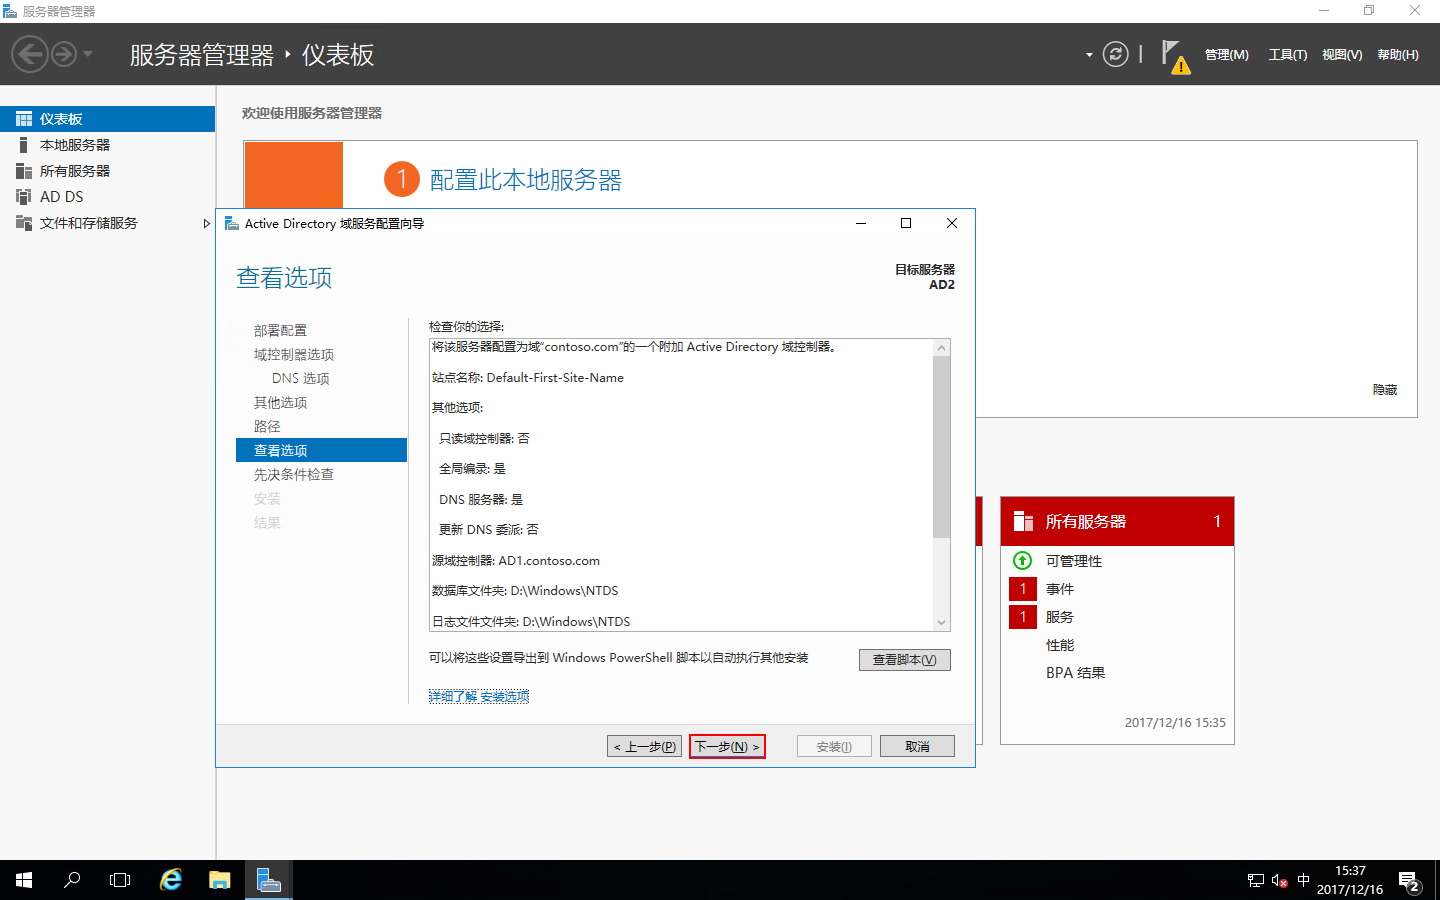 服务器管理器
服务器管理器 ‣ 仪表板
管理(M) 工具(T) 视图(V) 帮助(H)
仪表板
本地服务器
所有服务器
AD DS
文件和存储服务
欢迎使用服务器管理器
1 配置此本地服务器
隐藏
Active Directory 域服务配置向导
查看选项
目标服务器
AD2
部署配置
域控制器选项
DNS 选项
其他选项
路径
查看选项
先决条件检查
安装
结果
检查你的选择:
将该服务器配置为域“contoso.com”的一个附加 Active Directory 域控制器。
站点名称: Default-First-Site-Name
其他选项:
只读域控制器: 否
全局编录: 是
DNS 服务器: 是
更新 DNS 委派: 否
源域控制器: AD1.contoso.com
数据库文件夹: D:\Windows\NTDS
日志文件文件夹: D:\Windows\NTDS
可以将这些设置导出到 Windows PowerShell 脚本以自动执行其他安装
查看脚本(V)
详细了解 安装选项
< 上一步(P) 下一步(N) > 安装(I) 取消
所有服务器 1
可管理性
1 事件
1 服务
性能
BPA 结果
2017/12/16 15:35
中
15:37
2017/12/16
2